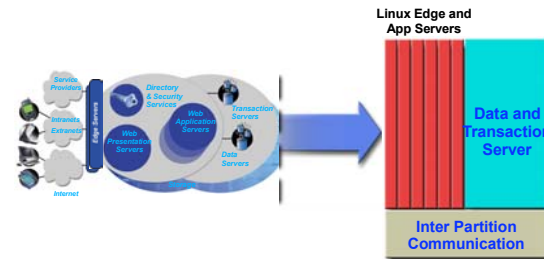 Linux Edge and
App Servers
Service
Providers
Intranets
Extranets
Internet
Edge Servers
Directory
& Security
Services
Web
Presentation
Servers
Web
Application
Servers
Transaction
Servers
Data
Servers
Data and
Transaction
Server
Inter Partition
Communication